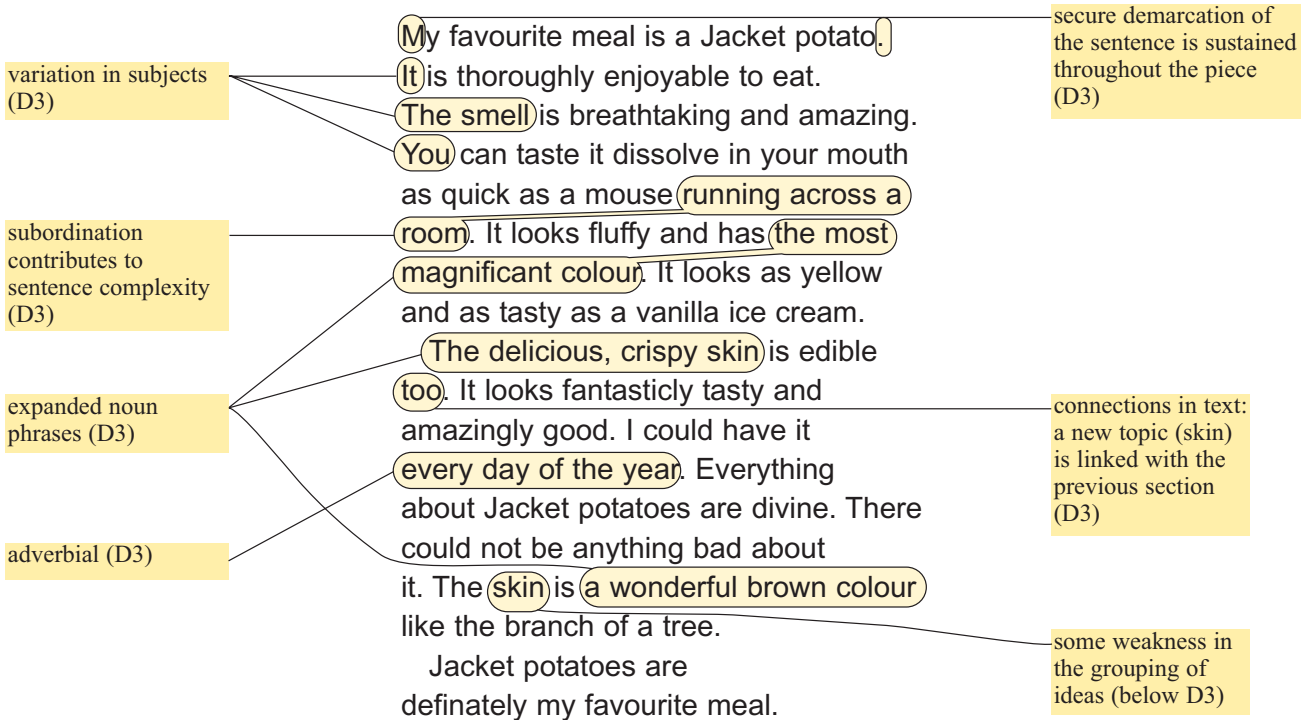 variation in subjects
(D3)
subordination
contributes to
sentence complexity
(D3)
expanded noun
phrases (D3)
adverbial (D3)
My favourite meal is a Jacket potato.
It is thoroughly enjoyable to eat.
The smell is breathtaking and amazing.
You can taste it dissolve in your mouth
as quick as a mouse running across a
room. It looks fluffy and has the most
magnificant colour. It looks as yellow
and as tasty as a vanilla ice cream.
The delicious, crispy skin is edible
too. It looks fantasticly tasty and
amazingly good. I could have it
every day of the year. Everything
about Jacket potatoes are divine. There
could not be anything bad about
it. The skin is a wonderful brown colour
like the branch of a tree.
Jacket potatoes are
definately my favourite meal.
secure demarcation of
the sentence is sustained
throughout the piece
(D3)
connections in text:
a new topic (skin)
is linked with the
previous section
(D3)
some weakness in
the grouping of
ideas (below D3)